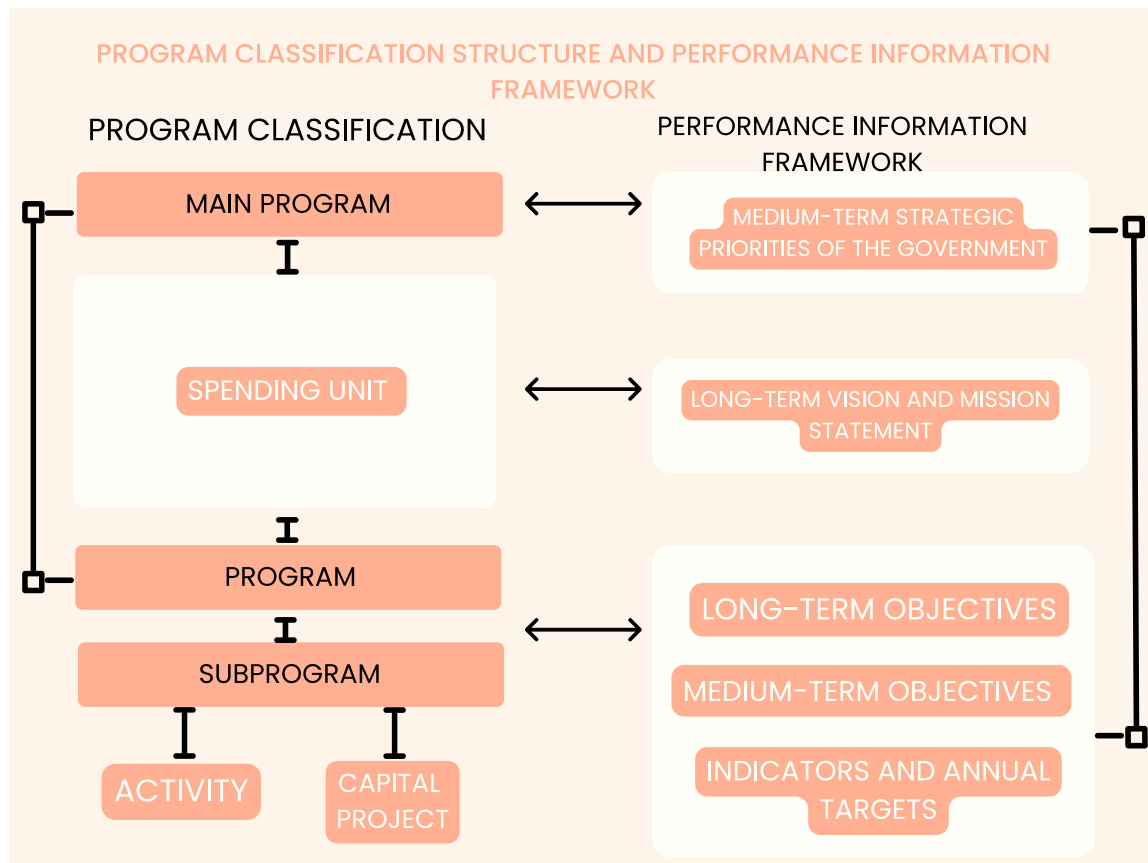 PROGRAM CLASSIFICATION STRUCTURE AND PERFORMANCE INFORMATION
FRAMEWORK
PROGRAM CLASSIFICATION
MAIN PROGRAM
SPENDING UNIT
PROGRAM
SUBPROGRAM
ACTIVITY
CAPITAL
PROJECT
PERFORMANCE INFORMATION
FRAMEWORK
MEDIUM-TERM STRATEGIC
PRIORITIES OF THE GOVERNMENT
LONG-TERM VISION AND MISSION
STATEMENT
LONG-TERM OBJECTIVES
MEDIUM-TERM OBJECTIVES
INDICATORS AND ANNUAL
TARGETS